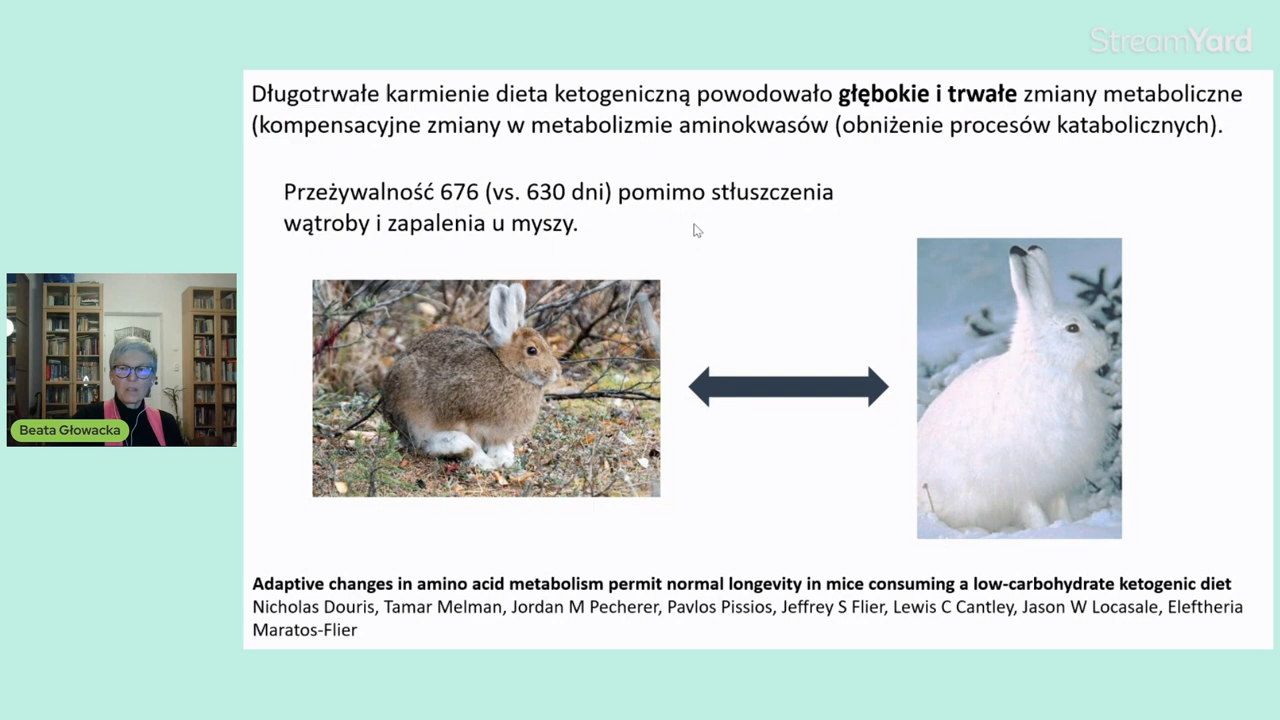 StreamYard
Długotrwałe karmienie dieta ketogeniczną powodowało głębokie i trwałe zmiany metaboliczne
(kompensacyjne zmiany w metabolizmie aminokwasów (obniżenie procesów katabolicznych).
Przeżywalność 676 (vs. 630 dni) pomimo stłuszczenia
wątroby i zapalenia u myszy.
Beata Głowacka
Adaptive changes in amino acid metabolism permit normal longevity in mice consuming a low-carbohydrate ketogenic diet
Nicholas Douris, Tamar Melman, Jordan M Pecherer, Pavlos Pissios, Jeffrey S Flier, Lewis C Cantley, Jason W Locasale, Eleftheria
Maratos-Flier